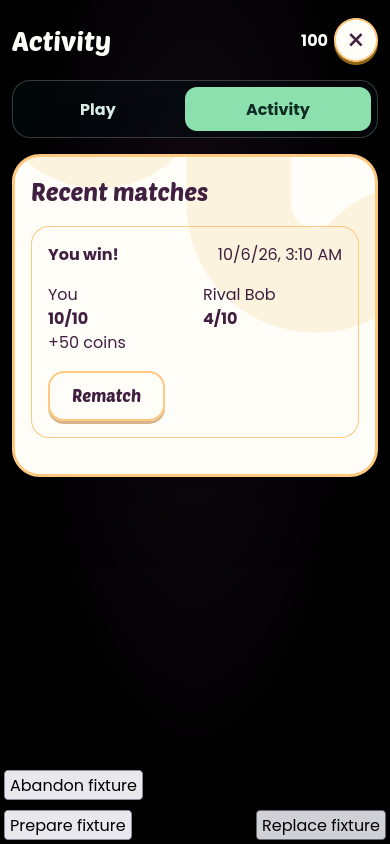 Activity
100 ✕
Play Activity
Recent matches
You win! 10/6/26, 3:10 AM
You Rival Bob
10/10 4/10
+50 coins
Rematch
Abandon fixture
Prepare fixture Replace fixture